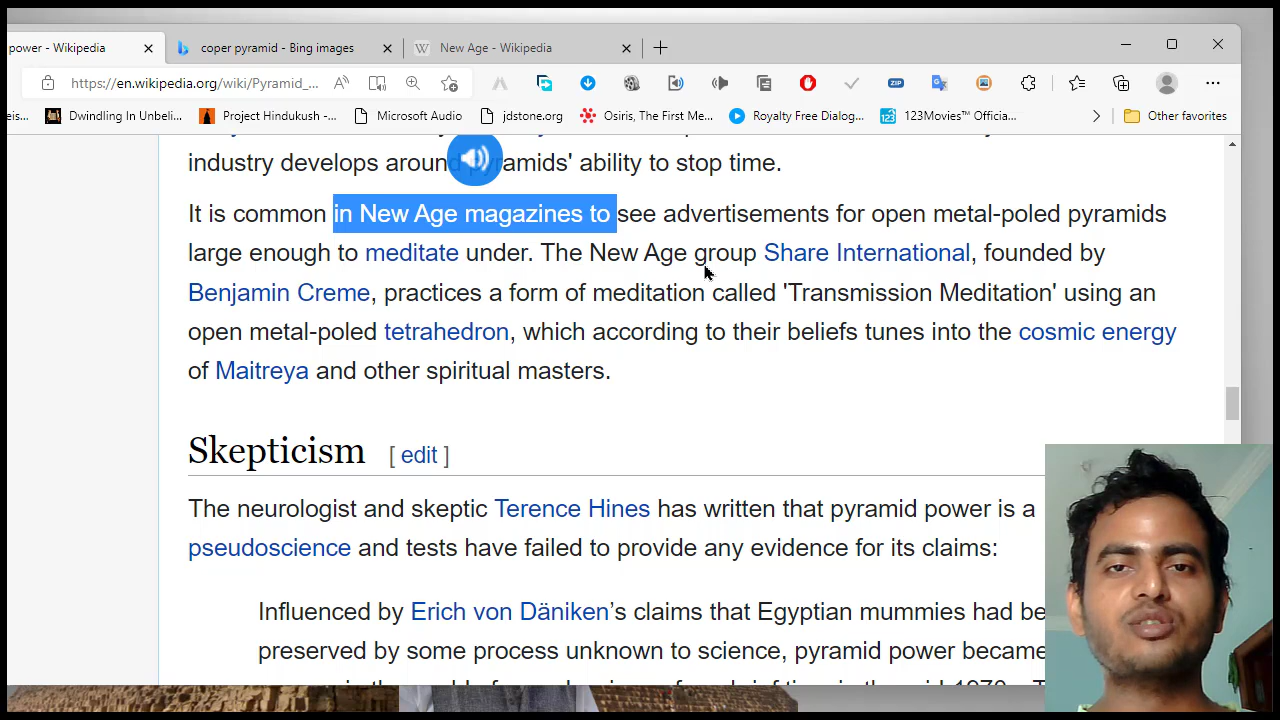 power - Wikipedia
coper pyramid - Bing images
W New Age - Wikipedia
https://en.wikipedia.org/wiki/Pyramid_...
ZIP
eis...
Dwindling In Unbeli...
Project Hindukush -...
Microsoft Audio
jdstone.org
Osiris, The First Me...
Royalty Free Dialog...
123Movies™ Officia...
Other favorites
industry develops around pyramids' ability to stop time.
It is common in New Age magazines to see advertisements for open metal-poled pyramids
large enough to meditate under. The New Age group Share International, founded by
Benjamin Creme, practices a form of meditation called 'Transmission Meditation' using an
open metal-poled tetrahedron, which according to their beliefs tunes into the cosmic energy
of Maitreya and other spiritual masters.
Skepticism [ edit ]
The neurologist and skeptic Terence Hines has written that pyramid power is a
pseudoscience and tests have failed to provide any evidence for its claims:
Influenced by Erich von Däniken’s claims that Egyptian mummies had be
preserved by some process unknown to science, pyramid power became